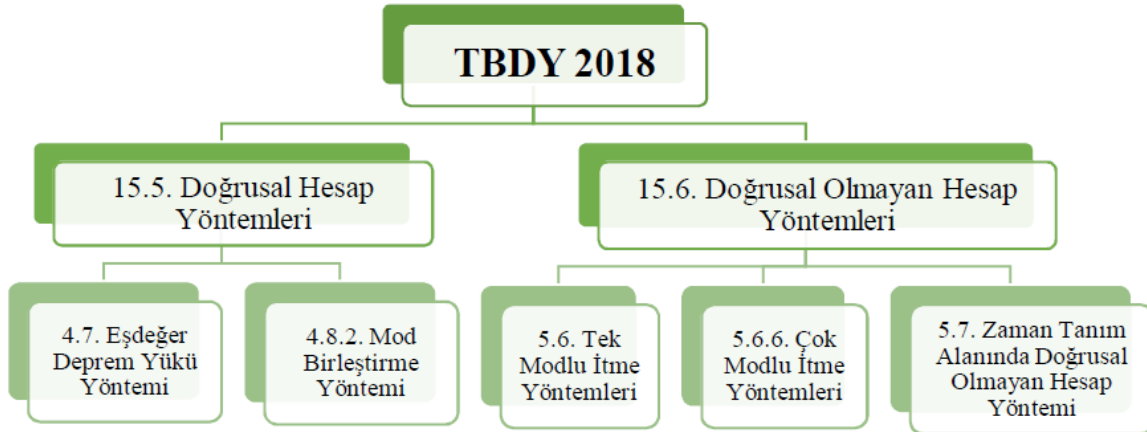 TBDY 2018
15.5. Doğrusal Hesap
Yöntemleri
15.6. Doğrusal Olmayan Hesap
Yöntemleri
4.7. Eşdeğer
Deprem Yükü
Yöntemi
4.8.2. Mod
Birleştirme
Yöntemi
5.6. Tek
Modlu İtme
Yöntemleri
5.6.6. Çok
Modlu İtme
Yöntemleri
5.7. Zaman Tanım
Alanında Doğrusal
Olmayan Hesap
Yöntemi